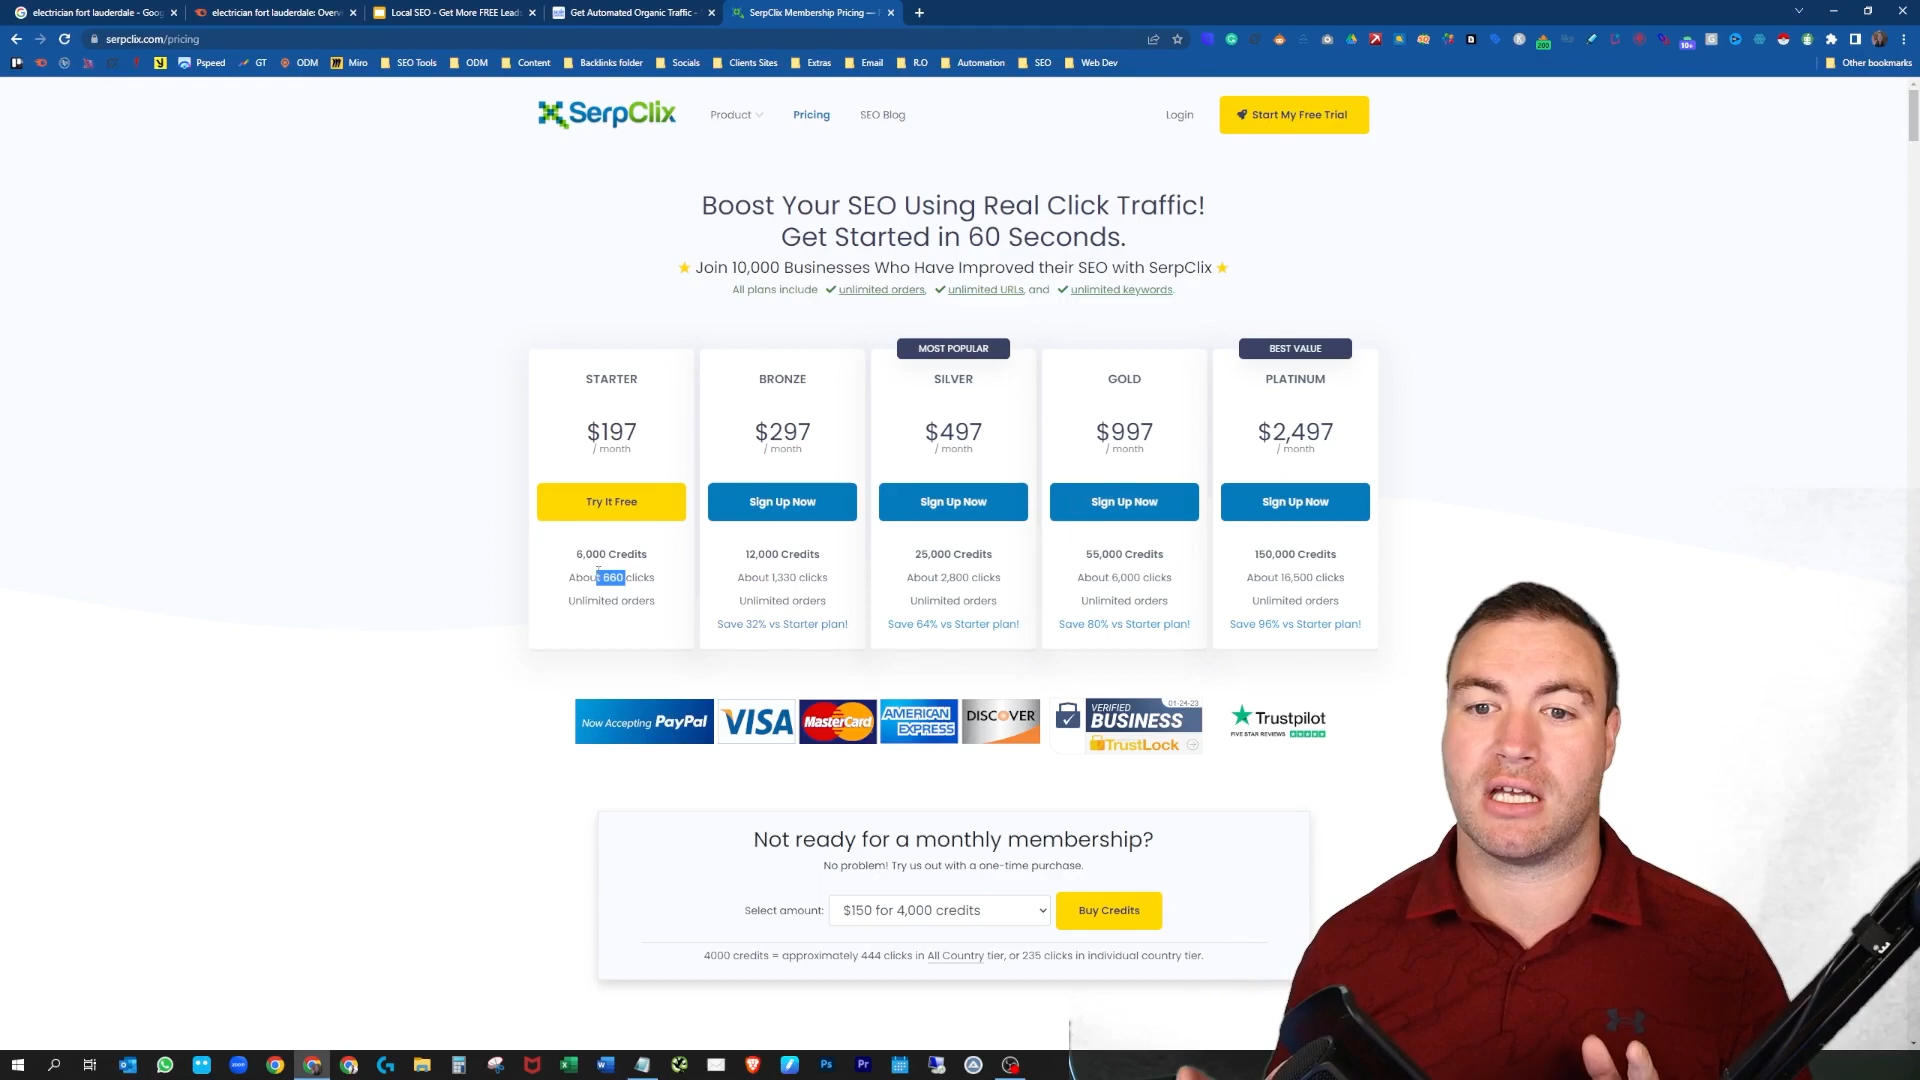 electrician fort lauderdale - Goog
electrician fort lauderdale: Overv
Local SEO - Get More FREE Leads
Get Automated Organic Traffic -
SerpClix Membership Pricing —
serpclix.com/pricing
Pspeed
GT
ODM
Miro
SEO Tools
ODM
Content
Backlinks folder
Socials
Clients Sites
Extras
Email
R.O
Automation
SEO
Web Dev
Other bookmarks
SerpClix
Product
Pricing
SEO Blog
Login
Start My Free Trial
Boost Your SEO Using Real Click Traffic!
Get Started in 60 Seconds.
Join 10,000 Businesses Who Have Improved their SEO with SerpClix
All plans include unlimited orders, unlimited URLs, and unlimited keywords.
STARTER
$197
/ month
Try It Free
6,000 Credits
About 660 clicks
Unlimited orders
BRONZE
$297
/ month
Sign Up Now
12,000 Credits
About 1,330 clicks
Unlimited orders
Save 32% vs Starter plan!
MOST POPULAR
SILVER
$497
/ month
Sign Up Now
25,000 Credits
About 2,800 clicks
Unlimited orders
Save 64% vs Starter plan!
GOLD
$997
/ month
Sign Up Now
55,000 Credits
About 6,000 clicks
Unlimited orders
Save 80% vs Starter plan!
BEST VALUE
PLATINUM
$2,497
/ month
Sign Up Now
150,000 Credits
About 16,500 clicks
Unlimited orders
Save 96% vs Starter plan!
Now Accepting PayPal
VISA
MasterCard
AMERICAN
EXPRESS
DISCOVER
01-24-23
VERIFIED
BUSINESS
TrustLock
Trustpilot
FIVE STAR REVIEWS
Not ready for a monthly membership?
No problem! Try us out with a one-time purchase.
Select amount:
$150 for 4,000 credits
Buy Credits
4000 credits = approximately 444 clicks in All Country tier, or 235 clicks in individual country tier.